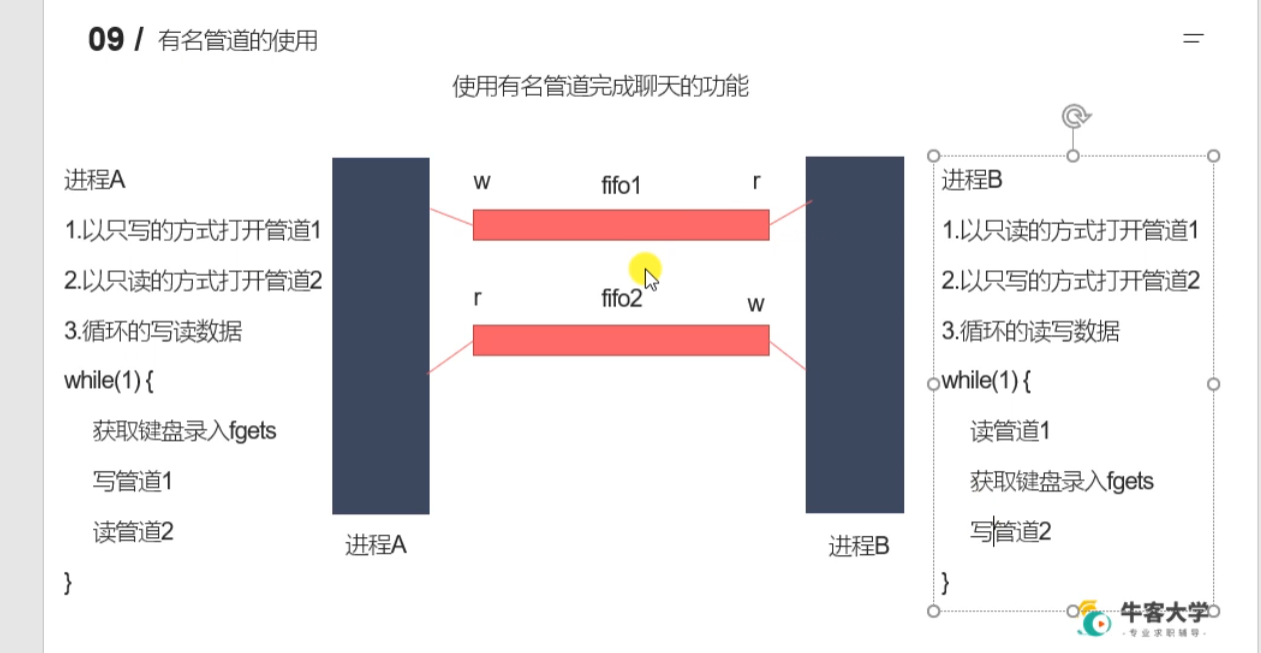 09 / 有名管道的使用
使用有名管道完成聊天的功能
进程A
1.以只写的方式打开管道1
2.以只读的方式打开管道2
3.循环的写读数据
while(1) {
获取键盘录入fgets
写管道1
读管道2
}
w fifo1 r
r fifo2 w
进程A
进程B
进程B
1.以只读的方式打开管道1
2.以只写的方式打开管道2
3.循环的读写数据
while(1) {
读管道1
获取键盘录入fgets
写管道2
}
牛客大学
·专业求职辅导·